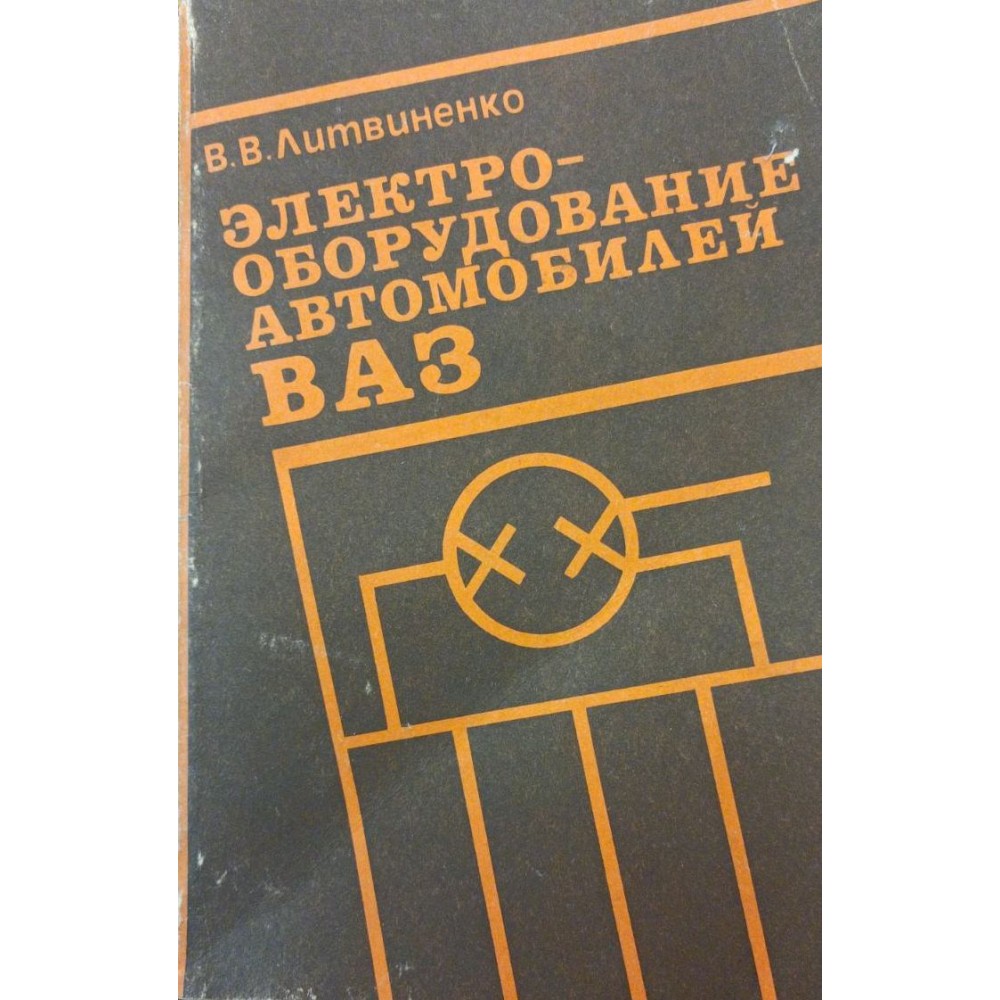 В.В.Литвиненко
ЭЛЕКТРО-
ОБОРУДОВАНИЕ
АВТОМОБИЛЕЙ
ВАЗ